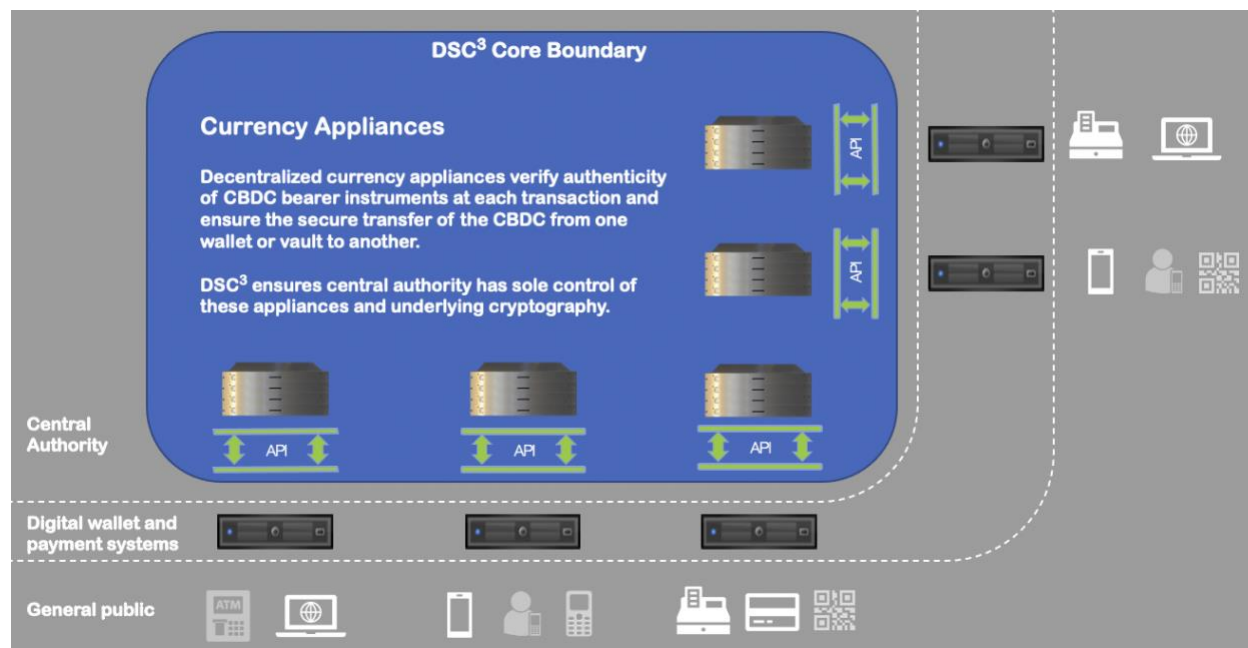 DSC³ Core Boundary
Currency Appliances
Decentralized currency appliances verify authenticity
of CBDC bearer instruments at each transaction and
ensure the secure transfer of the CBDC from one
wallet or vault to another.
DSC³ ensures central authority has sole control of
these appliances and underlying cryptography.
API
API
API
API
API
Central
Authority
Digital wallet and
payment systems
General public
ATM